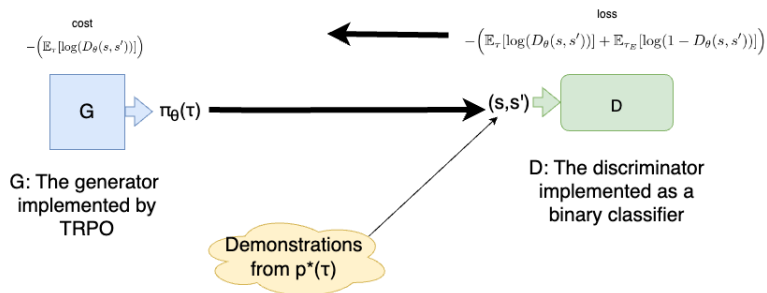 cost
loss
−(𝔼_τ[log(D_θ(s, s′))])
−(𝔼_τ[log(D_θ(s, s′))] + 𝔼_{τ_E}[log(1 − D_θ(s, s′))])
G
π_θ(τ)
(s,s')
D
G: The generator
implemented by
TRPO
D: The discriminator
implemented as a
binary classifier
Demonstrations
from p*(τ)